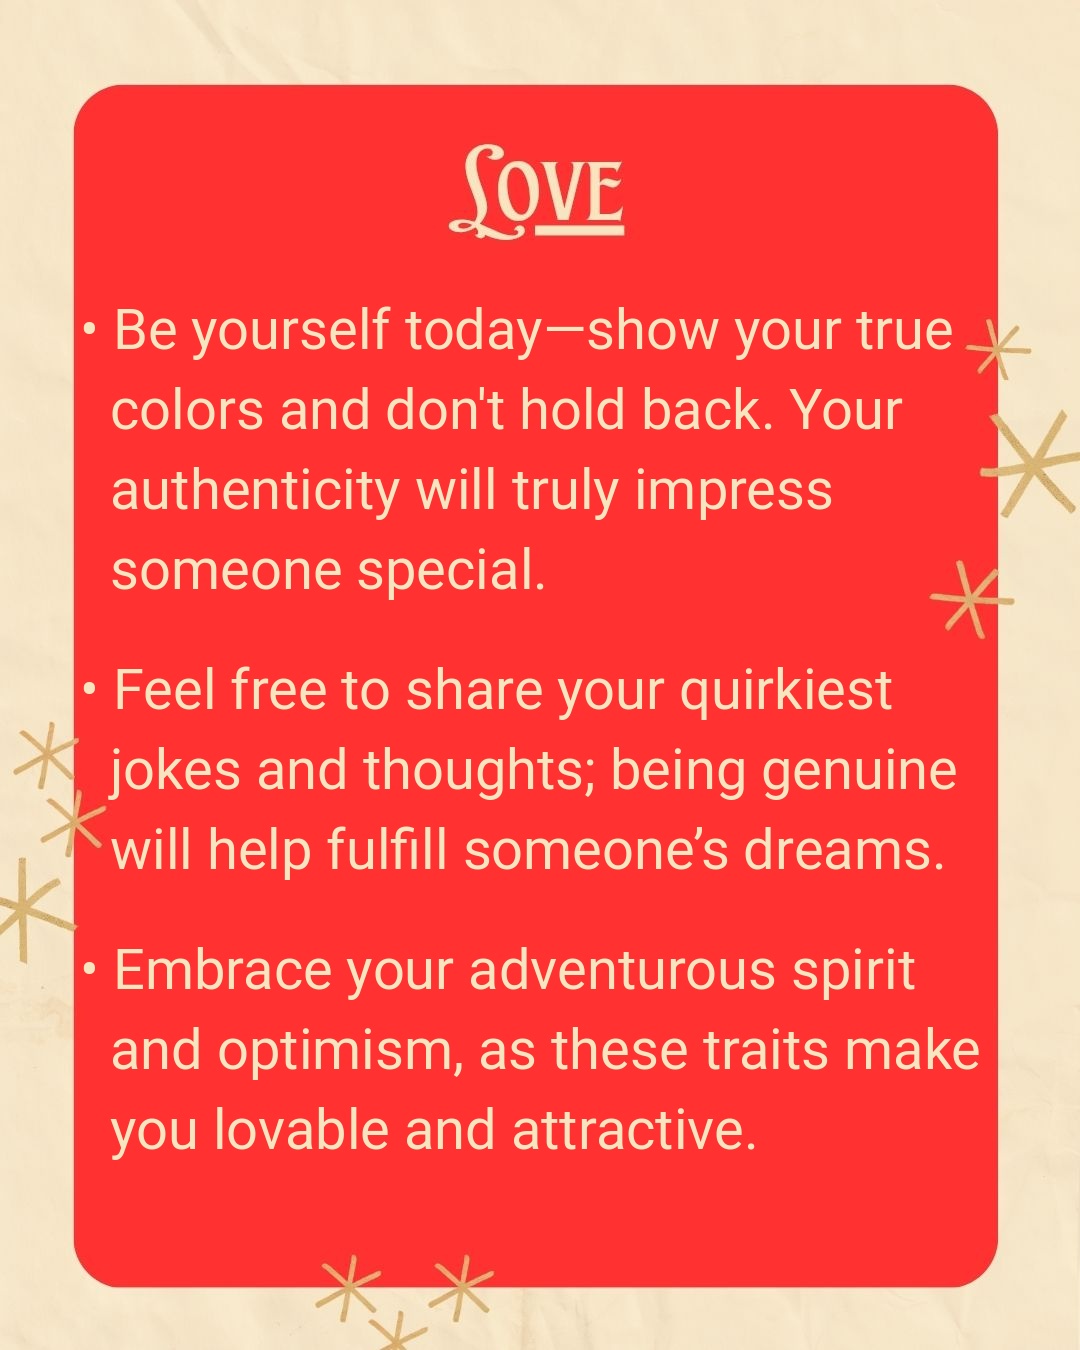 Love
• Be yourself today—show your true
colors and don't hold back. Your
authenticity will truly impress
someone special.
• Feel free to share your quirkiest
jokes and thoughts; being genuine
will help fulfill someone’s dreams.
• Embrace your adventurous spirit
and optimism, as these traits make
you lovable and attractive.